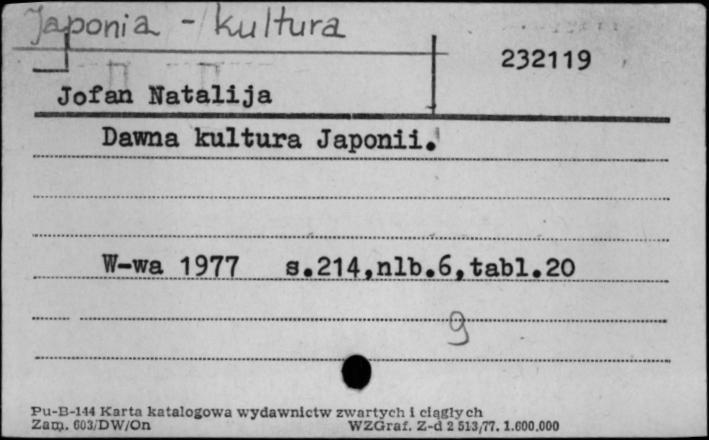 Japonia - kultura
232119
Jofan Natalija
Dawna kultura Japonii.
W-wa 1977 s.214,nlb.6,tabl.20
g
Pu-B-144 Karta katalogowa wydawnictw zwartych i ciągłych
Zam. 603/DW/On WZGraf. Z-d 2 513/77. 1.600.000